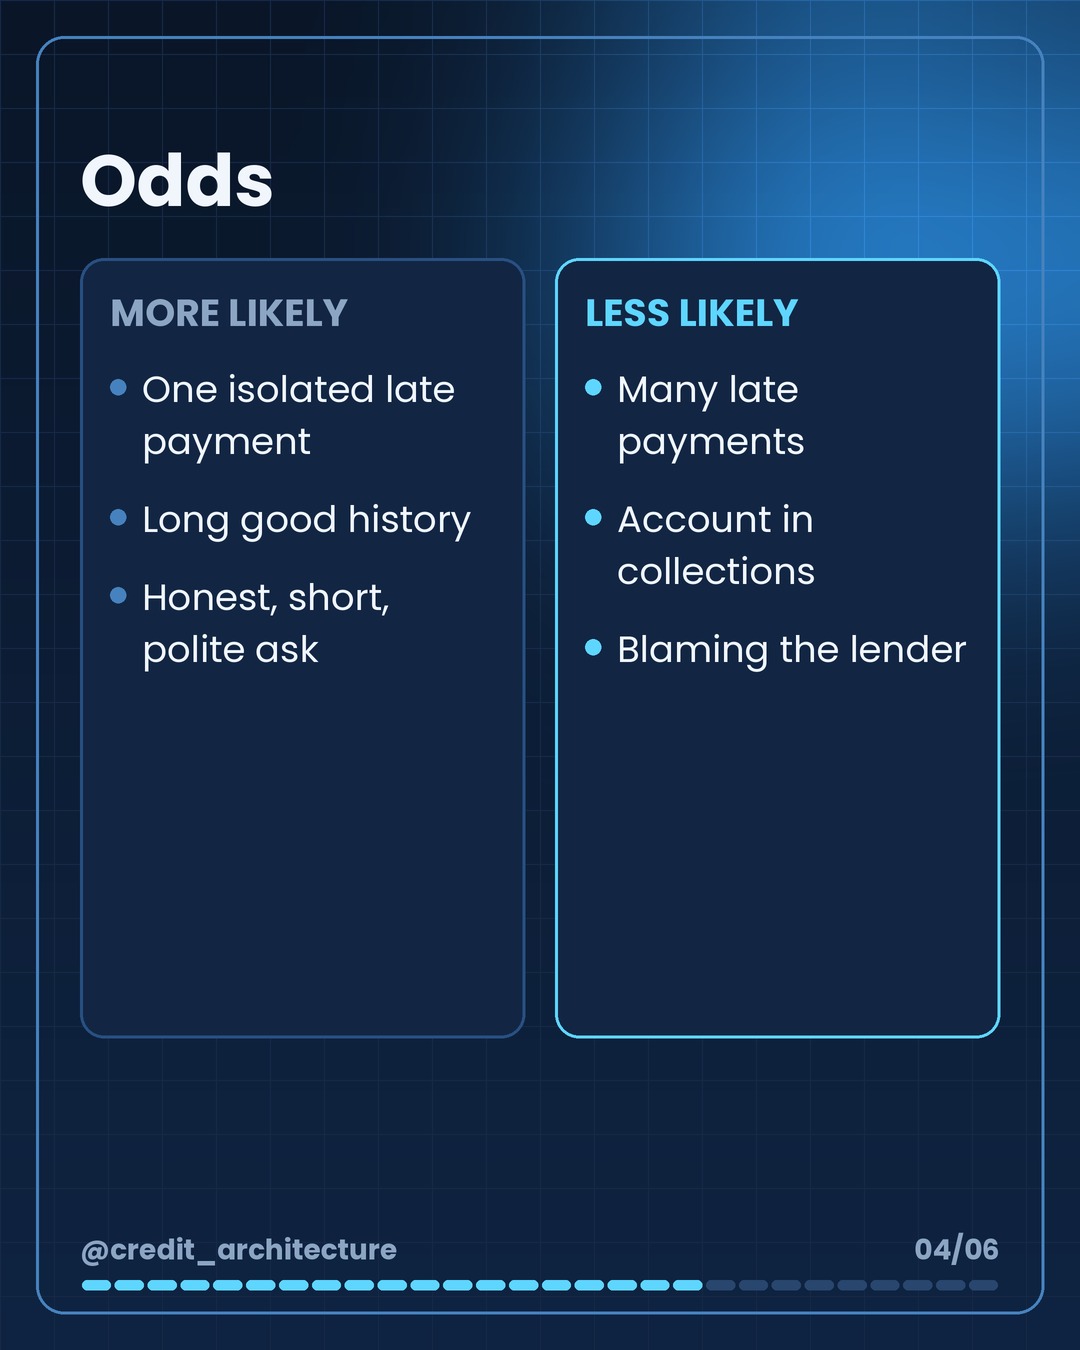 Odds
MORE LIKELY
One isolated late
payment
Long good history
Honest, short,
polite ask
LESS LIKELY
Many late
payments
Account in
collections
Blaming the lender
@credit_architecture
04/06